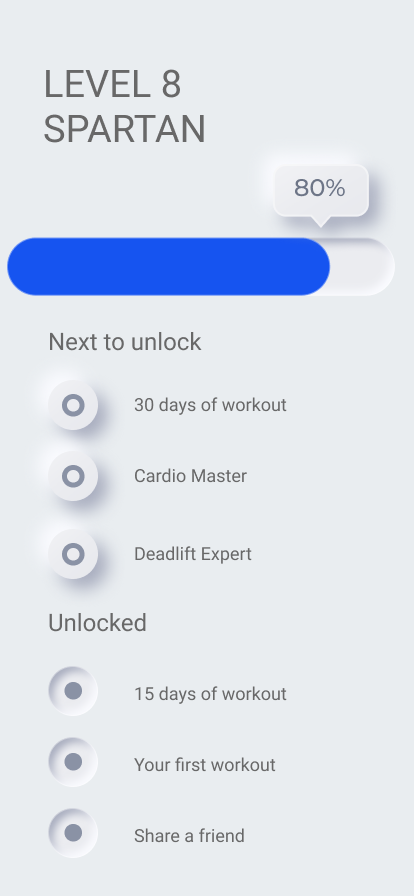 LEVEL 8
SPARTAN
80%
Next to unlock
30 days of workout
Cardio Master
Deadlift Expert
Unlocked
15 days of workout
Your first workout
Share a friend